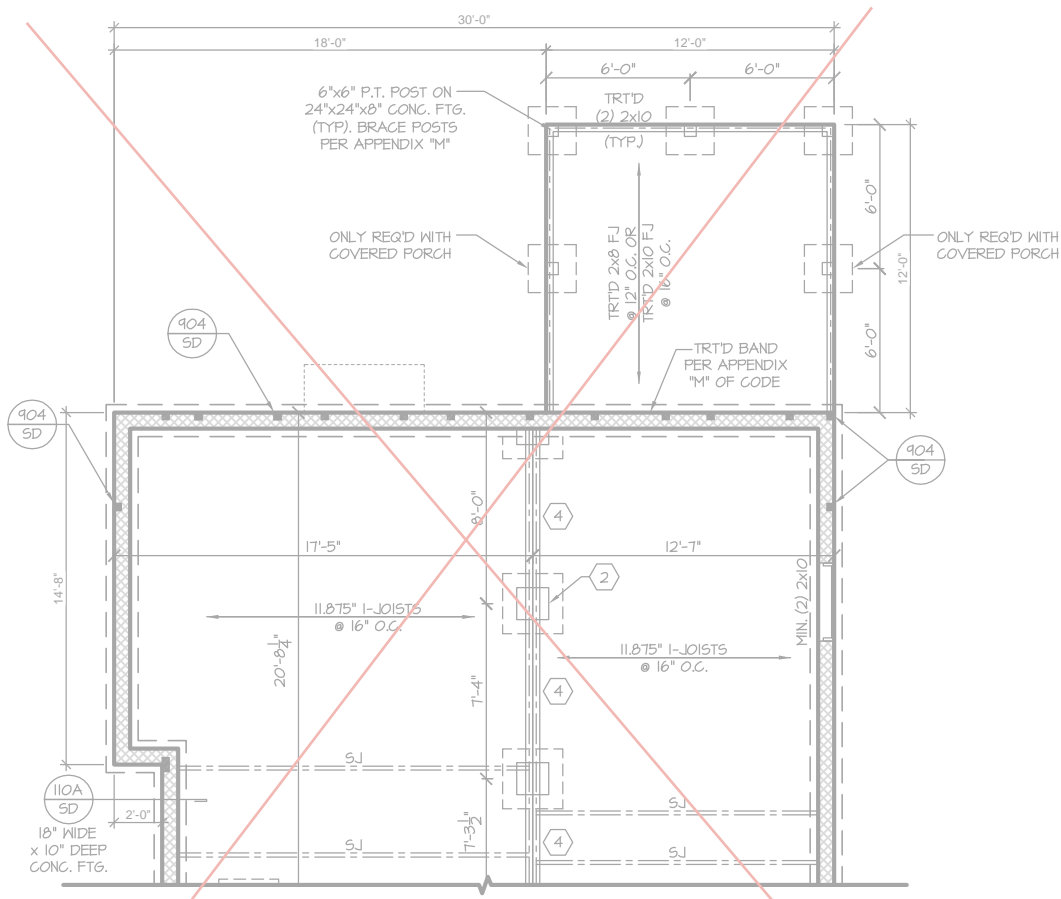 30'-0"
18'-0"
12'-0"
6'-0"
6'-0"
6"x6" P.T. POST ON
24"x24"x8" CONC. FTG.
(TYP). BRACE POSTS
PER APPENDIX "M"
TRT'D
(2) 2x10
(TYP.)
6'-0"
12'-0"
6'-0"
ONLY REQ'D WITH
COVERED PORCH
ONLY REQ'D WITH
COVERED PORCH
TRT'D 2x8 FJ
@ 12" O.C. OR
TRT'D 2x10 FJ
@ 16" O.C.
904
SD
TRT'D BAND
PER APPENDIX
"M" OF CODE
904
SD
904
SD
8'-0"
4
17'-5"
12'-7"
14'-8"
2
MIN. (2) 2x10
11.875" I-JOISTS
@ 16" O.C.
20'-8 1/4"
11.875" I-JOISTS
@ 16" O.C.
7'-4"
4
SJ
110A
SD
SJ
2'-0"
7'-3 1/2"
18" WIDE
x 10" DEEP
CONC. FTG.
SJ
4
SJ